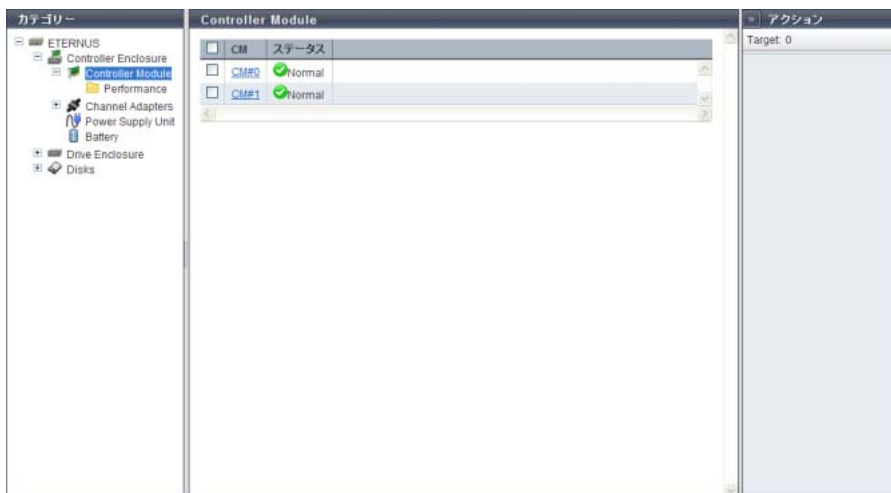 カテゴリー
ETERNUS
Controller Enclosure
Controller Module
Performance
Channel Adapters
Power Supply Unit
Battery
Drive Enclosure
Disks
Controller Module
CM ステータス
CM#0 Normal
CM#1 Normal
アクション
Target: 0